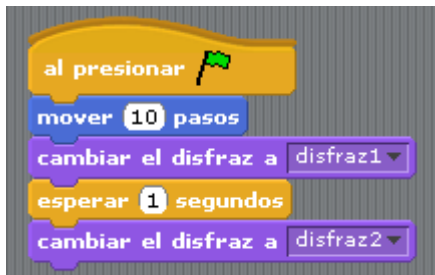 al presionar
mover 10 pasos
cambiar el disfraz a disfraz1
esperar 1 segundos
cambiar el disfraz a disfraz2